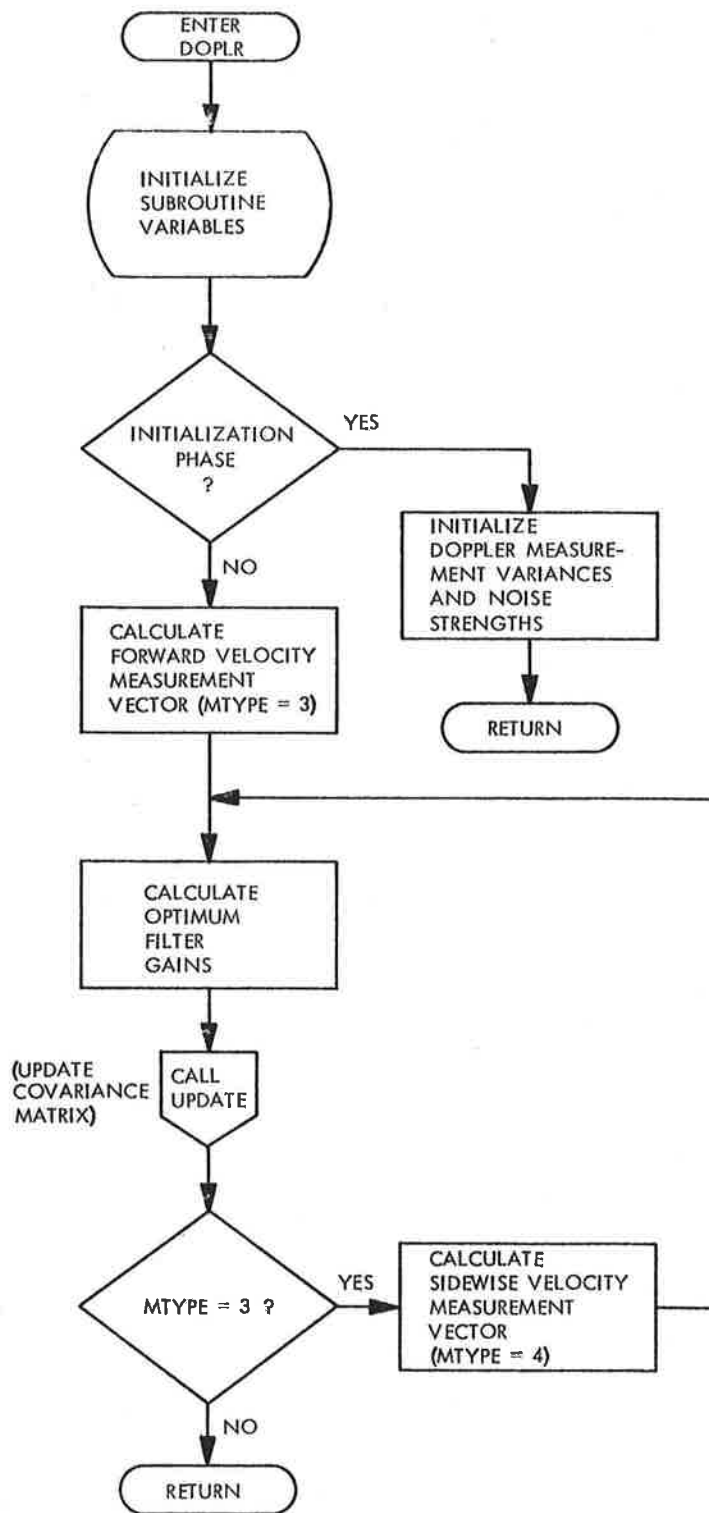 ENTER
DOPLR
INITIALIZE
SUBROUTINE
VARIABLES
INITIALIZATION
PHASE
?
YES
NO
INITIALIZE
DOPPLER MEASURE-
MENT VARIANCES
AND NOISE
STRENGTHS
RETURN
CALCULATE
FORWARD VELOCITY
MEASUREMENT
VECTOR (MTYPE = 3)
CALCULATE
OPTIMUM
FILTER
GAINS
(UPDATE
COVARIANCE
MATRIX)
CALL
UPDATE
MTYPE = 3 ?
YES
CALCULATE
SIDEWISE VELOCITY
MEASUREMENT
VECTOR
(MTYPE = 4)
NO
RETURN